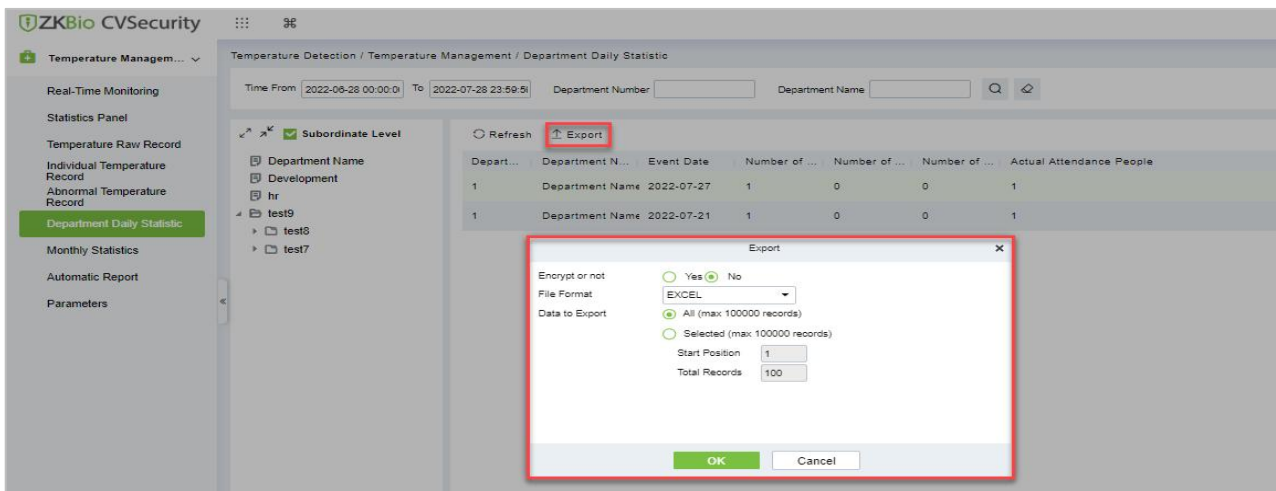 ZKBio CVSecurity
Temperature Managem...
Real-Time Monitoring
Statistics Panel
Temperature Raw Record
Individual Temperature
Record
Abnormal Temperature
Record
Department Daily Statistic
Monthly Statistics
Automatic Report
Parameters
Temperature Detection / Temperature Management / Department Daily Statistic
Time From 2022-06-28 00:00:0 To 2022-07-28 23:59:5 Department Number Department Name
Subordinate Level
Department Name
Development
hr
test9
test8
test7
Refresh Export
Depart... Department N... Event Date Number of ... Number of ... Number of ... Actual Attendance People
1 Department Name 2022-07-27 1 0 0 1
1 Department Name 2022-07-21 1 0 0 1
Export
Encrypt or not Yes No
File Format EXCEL
Data to Export All (max 100000 records)
Selected (max 100000 records)
Start Position 1
Total Records 100
OK Cancel